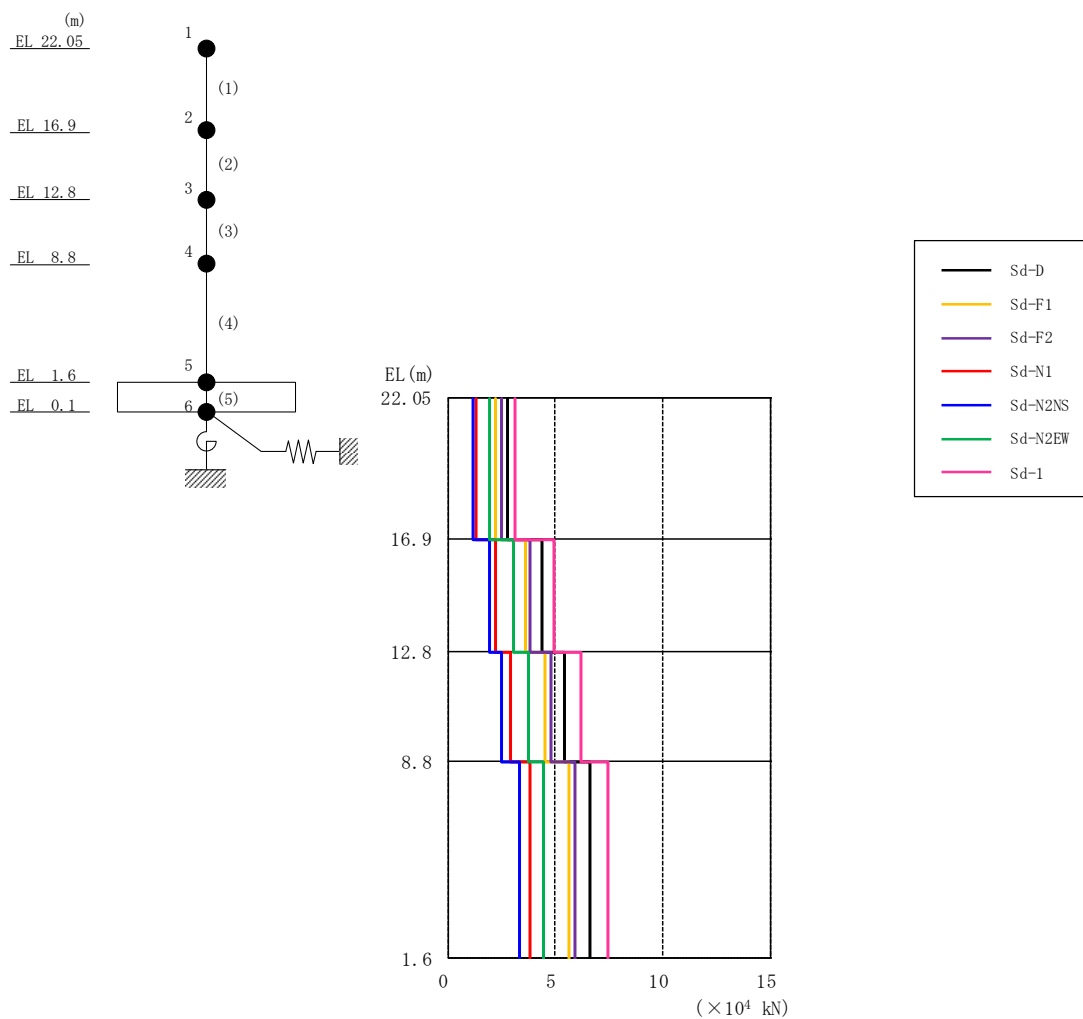 (m)
EL 22.05
EL 16.9
EL 12.8
EL 8.8
EL 1.6
EL 0.1
1
(1)
2
(2)
3
(3)
4
(4)
5
(5)
6
EL(m)
22.05
16.9
12.8
8.8
1.6
0
5
10
15
(×10⁴ kN)
Sd-D
Sd-F1
Sd-F2
Sd-N1
Sd-N2NS
Sd-N2EW
Sd-1